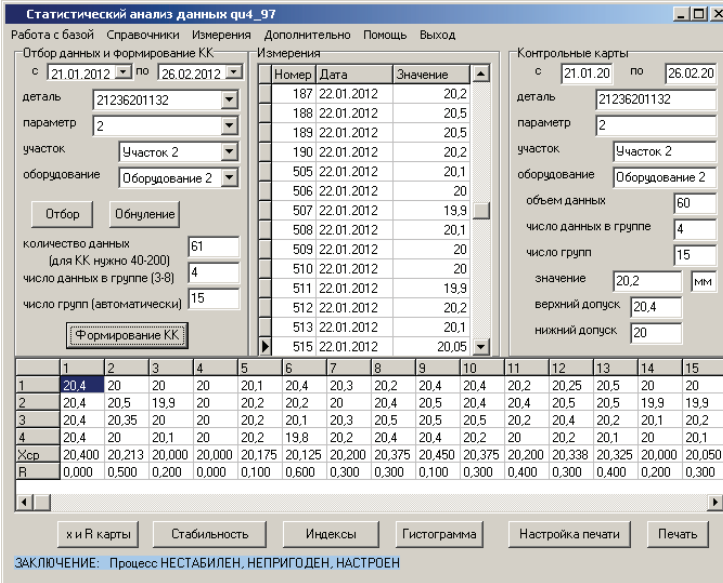 Статистический анализ данных qu4_97
Работа с базой Справочники Измерения Дополнительно Помощь Выход
Отбор данных и формирование КК
с 21.01.2012 по 26.02.2012
деталь 21236201132
параметр 2
участок Участок 2
оборудование Оборудование 2
Отбор Обнуление
количество данных 61
(для КК нужно 40-200)
число данных в группе (3-8) 4
число групп (автоматически) 15
Формирование КК
Измерения
Номер Дата Значение
187 22.01.2012 20,2
188 22.01.2012 20,5
189 22.01.2012 20,5
190 22.01.2012 20,2
505 22.01.2012 20,1
506 22.01.2012 20
507 22.01.2012 19,9
508 22.01.2012 20,1
509 22.01.2012 20
510 22.01.2012 20
511 22.01.2012 19,9
512 22.01.2012 20,2
513 22.01.2012 20,1
515 22.01.2012 20,05
Контрольные карты
с 21.01.20 по 26.02.20
деталь 21236201132
параметр 2
участок Участок 2
оборудование Оборудование 2
объем данных 60
число данных в группе 4
число групп 15
значение 20,2 мм
верхний допуск 20,4
нижний допуск 20
1 2 3 4 5 6 7 8 9 10 11 12 13 14 15
1 20,4 20 20 20 20,1 20,4 20,3 20,2 20,4 20,4 20,2 20,25 20,5 20 20
2 20,4 20,5 19,9 20 20,2 20,2 20 20,4 20,5 20,4 20,4 20,5 20,5 19,9 19,9
3 20,4 20,35 20 20 20,2 20,1 20,3 20,5 20,5 20,5 20,2 20,4 20,2 20,1 20,2
4 20,4 20 20,1 20 20,2 19,8 20,2 20,4 20,4 20,2 20 20,2 20,1 20 20,1
Xcp 20,400 20,213 20,000 20,000 20,175 20,125 20,200 20,375 20,450 20,375 20,200 20,338 20,325 20,000 20,050
R 0,000 0,500 0,200 0,000 0,100 0,600 0,300 0,300 0,100 0,300 0,400 0,300 0,400 0,200 0,300
x и R карты Стабильность Индексы Гистограмма Настройка печати Печать
ЗАКЛЮЧЕНИЕ: Процесс НЕСТАБИЛЕН, НЕПРИГОДЕН, НАСТРОЕН